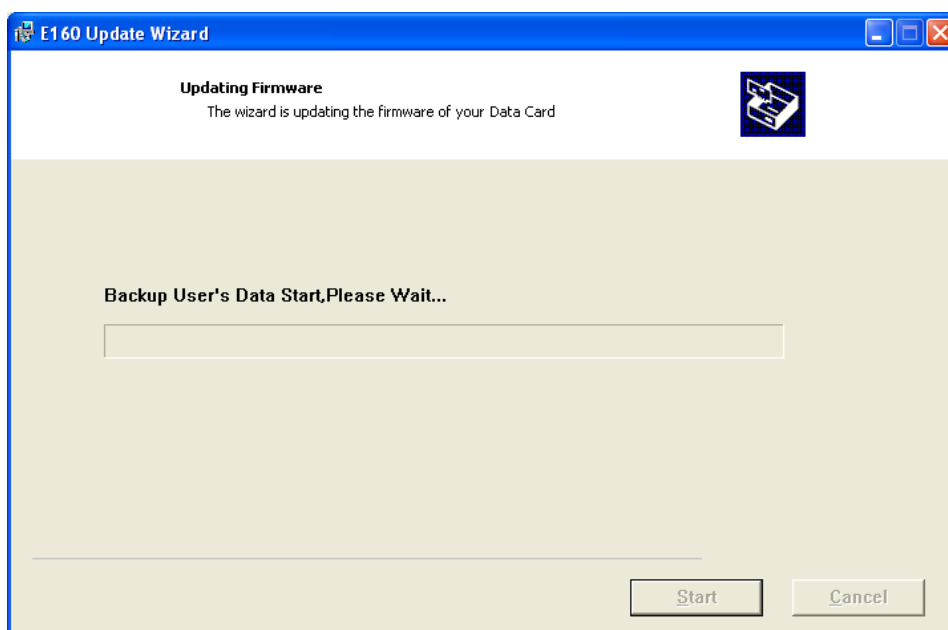 E160 Update Wizard
Updating Firmware
The wizard is updating the firmware of your Data Card
Backup User's Data Start,Please Wait...
Start Cancel